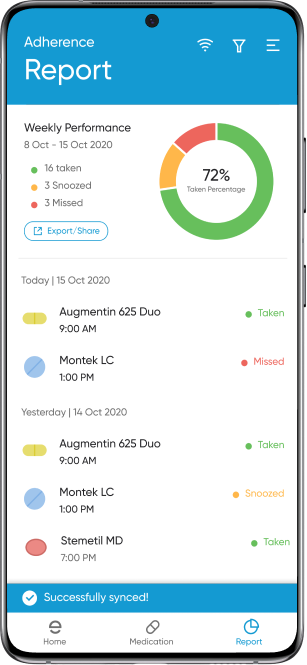 Adherence
Report
Weekly Performance
8 Oct - 15 Oct 2020
16 taken
3 Snoozed
3 Missed
Export/Share
72%
Taken Percentage
Today | 15 Oct 2020
Augmentin 625 Duo
Taken
9:00 AM
Montek LC
Missed
1:00 PM
Yesterday | 14 Oct 2020
Augmentin 625 Duo
Taken
9:00 AM
Montek LC
Snoozed
1:00 PM
Stemetil MD
Taken
7:00 PM
Successfully synced!
Home
Medication
Report